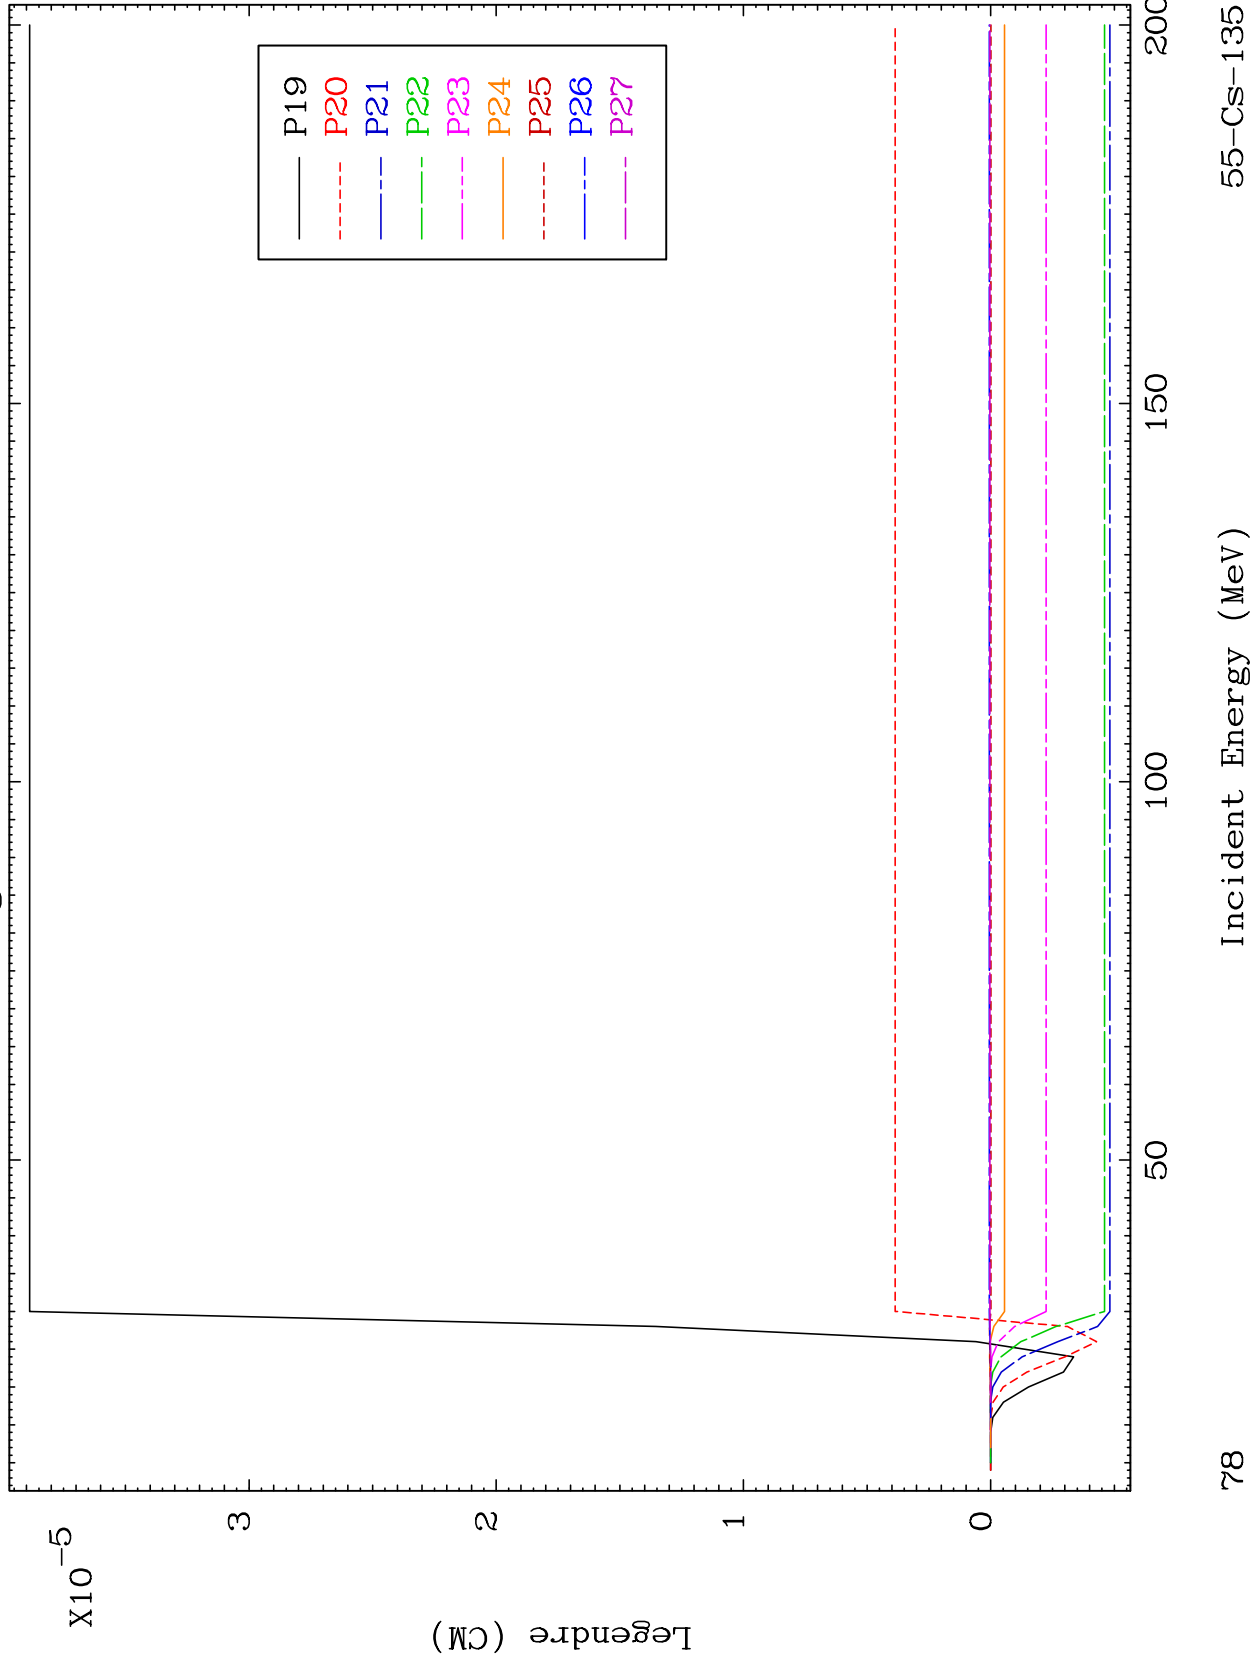 X10
-5
3
2
1
0
Legendre (CM)
P19
P20
P21
P22
P23
P24
P25
P26
P27
50
100
150
200
Incident Energy (MeV)
78
55-Cs-135